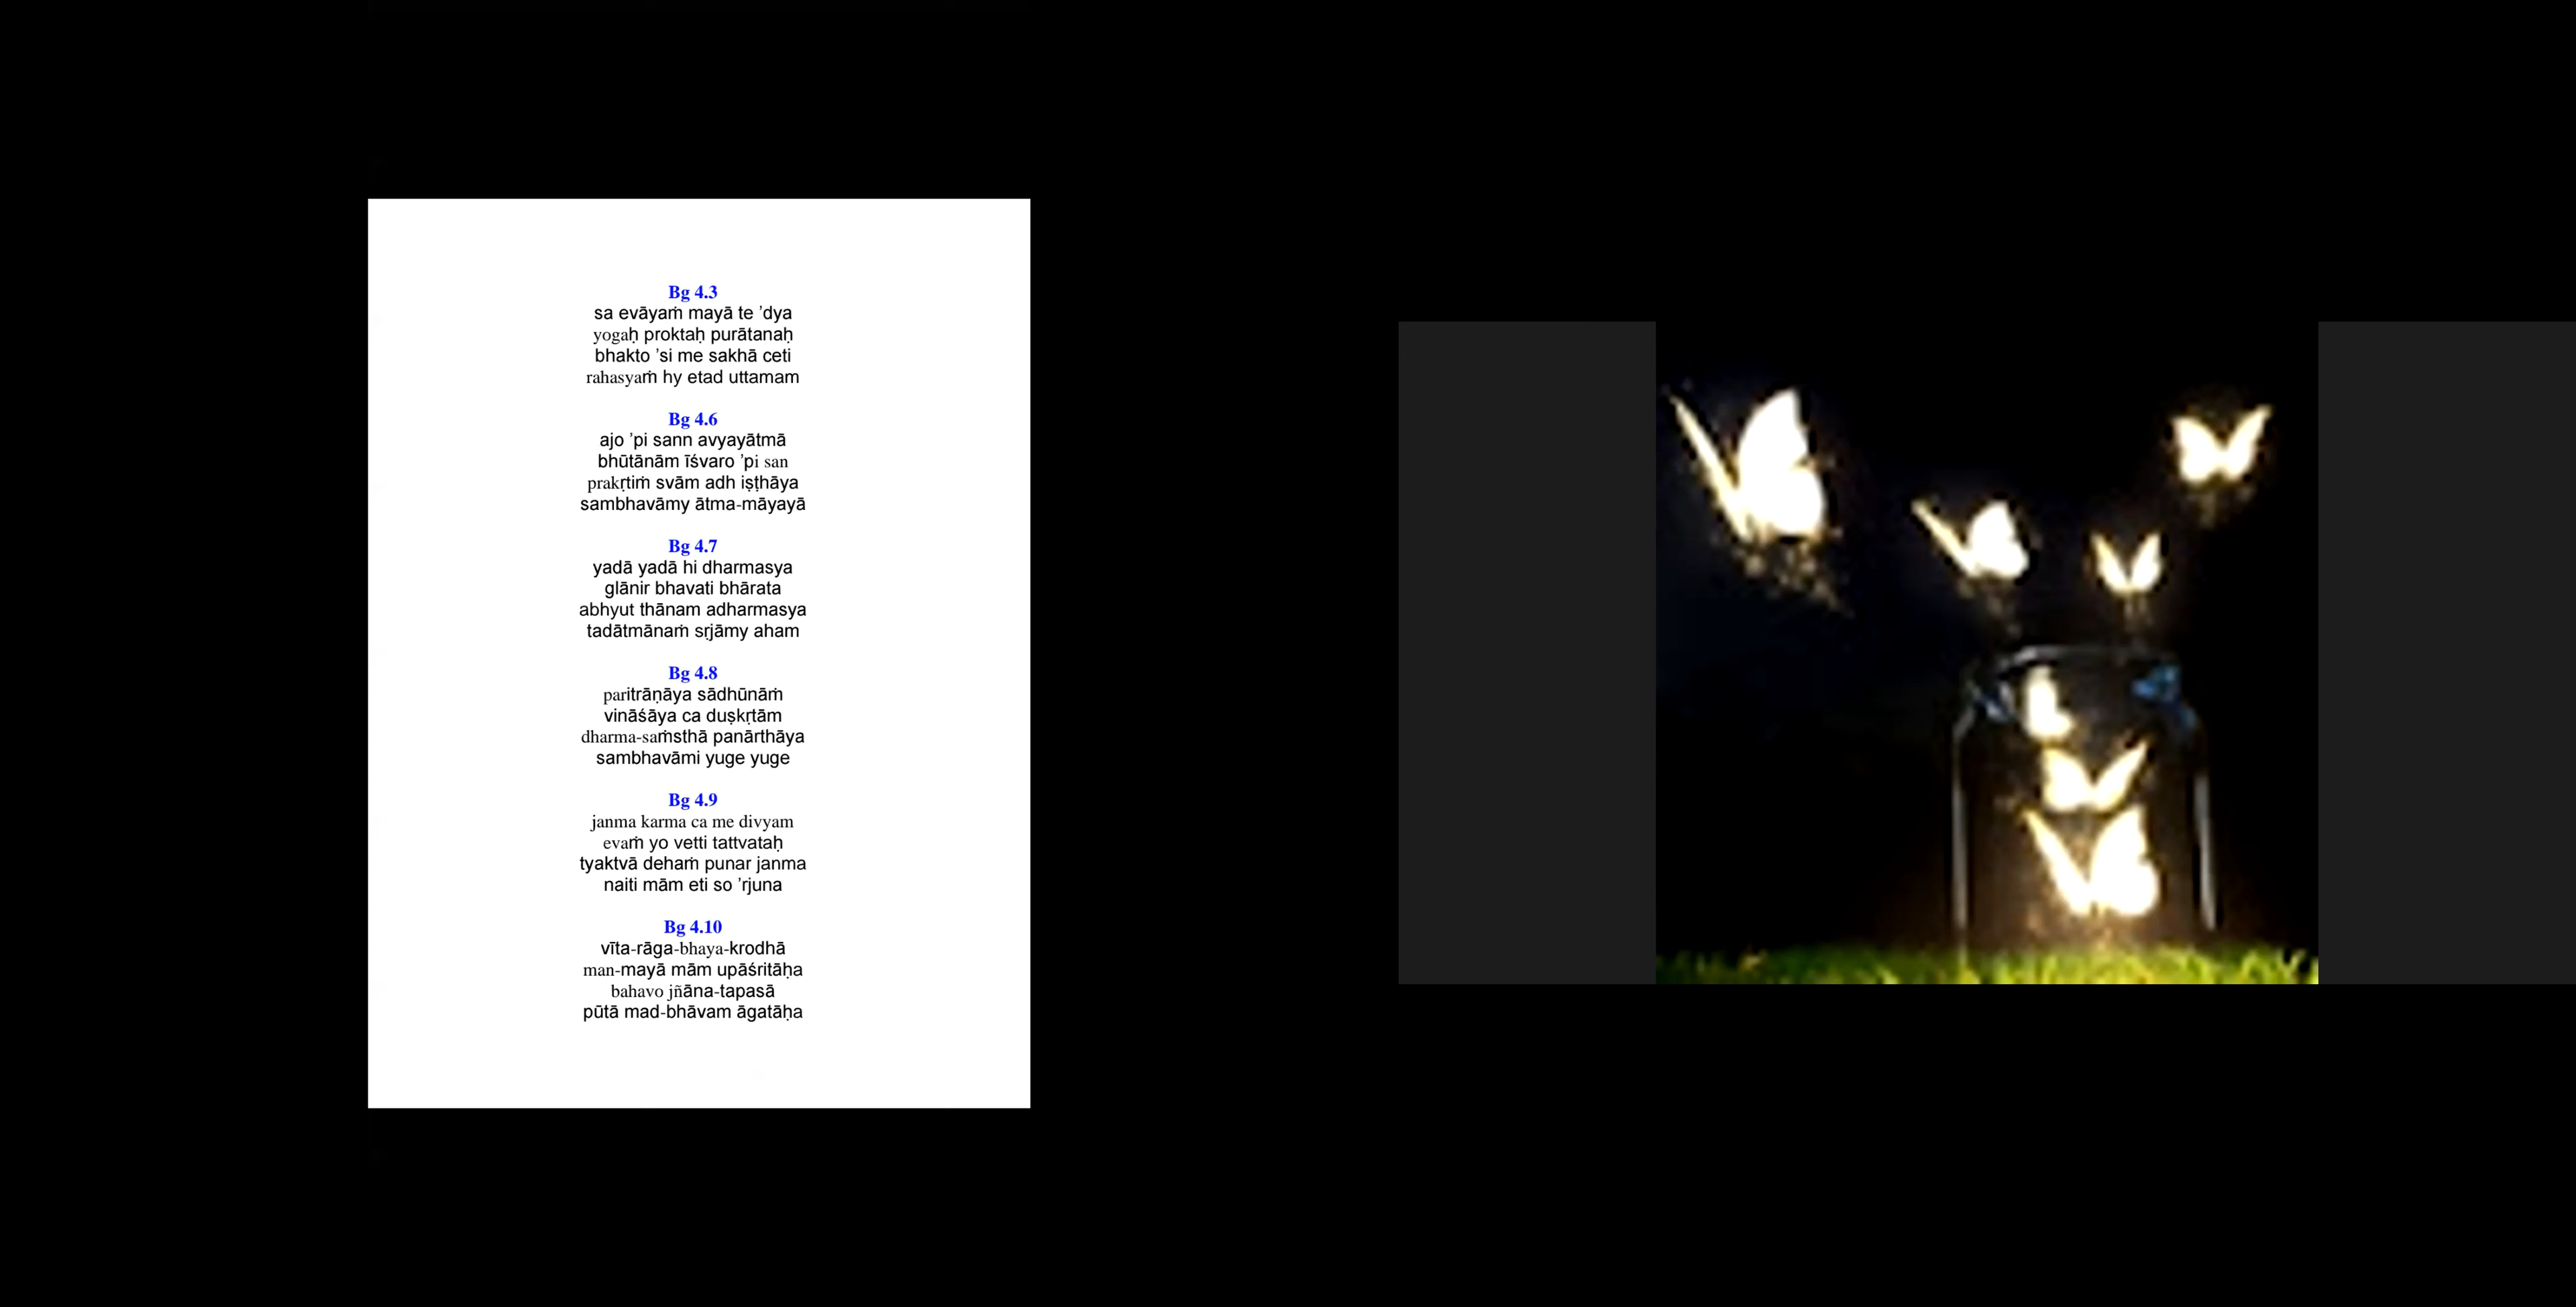 Bg 4.3
sa evāyaṁ mayā te ’dya
yogaḥ proktaḥ purātanaḥ
bhakto ’si me sakhā ceti
rahasyaṁ hy etad uttamam
Bg 4.6
ajo ’pi sann avyayātmā
bhūtānām īśvaro ’pi san
prakṛtiṁ svām adh iṣṭhāya
sambhavāmy ātma-māyayā
Bg 4.7
yadā yadā hi dharmasya
glānir bhavati bhārata
abhyut thānam adharmasya
tadātmānaṁ sṛjāmy aham
Bg 4.8
paritrāṇāya sādhūnāṁ
vināśāya ca duṣkṛtām
dharma-saṁsthā panārthāya
sambhavāmi yuge yuge
Bg 4.9
janma karma ca me divyam
evaṁ yo vetti tattvataḥ
tyaktvā dehaṁ punar janma
naiti mām eti so ’rjuna
Bg 4.10
vīta-rāga-bhaya-krodhā
man-mayā mām upāśritāḥa
bahavo jñāna-tapasā
pūtā mad-bhāvam āgatāḥa